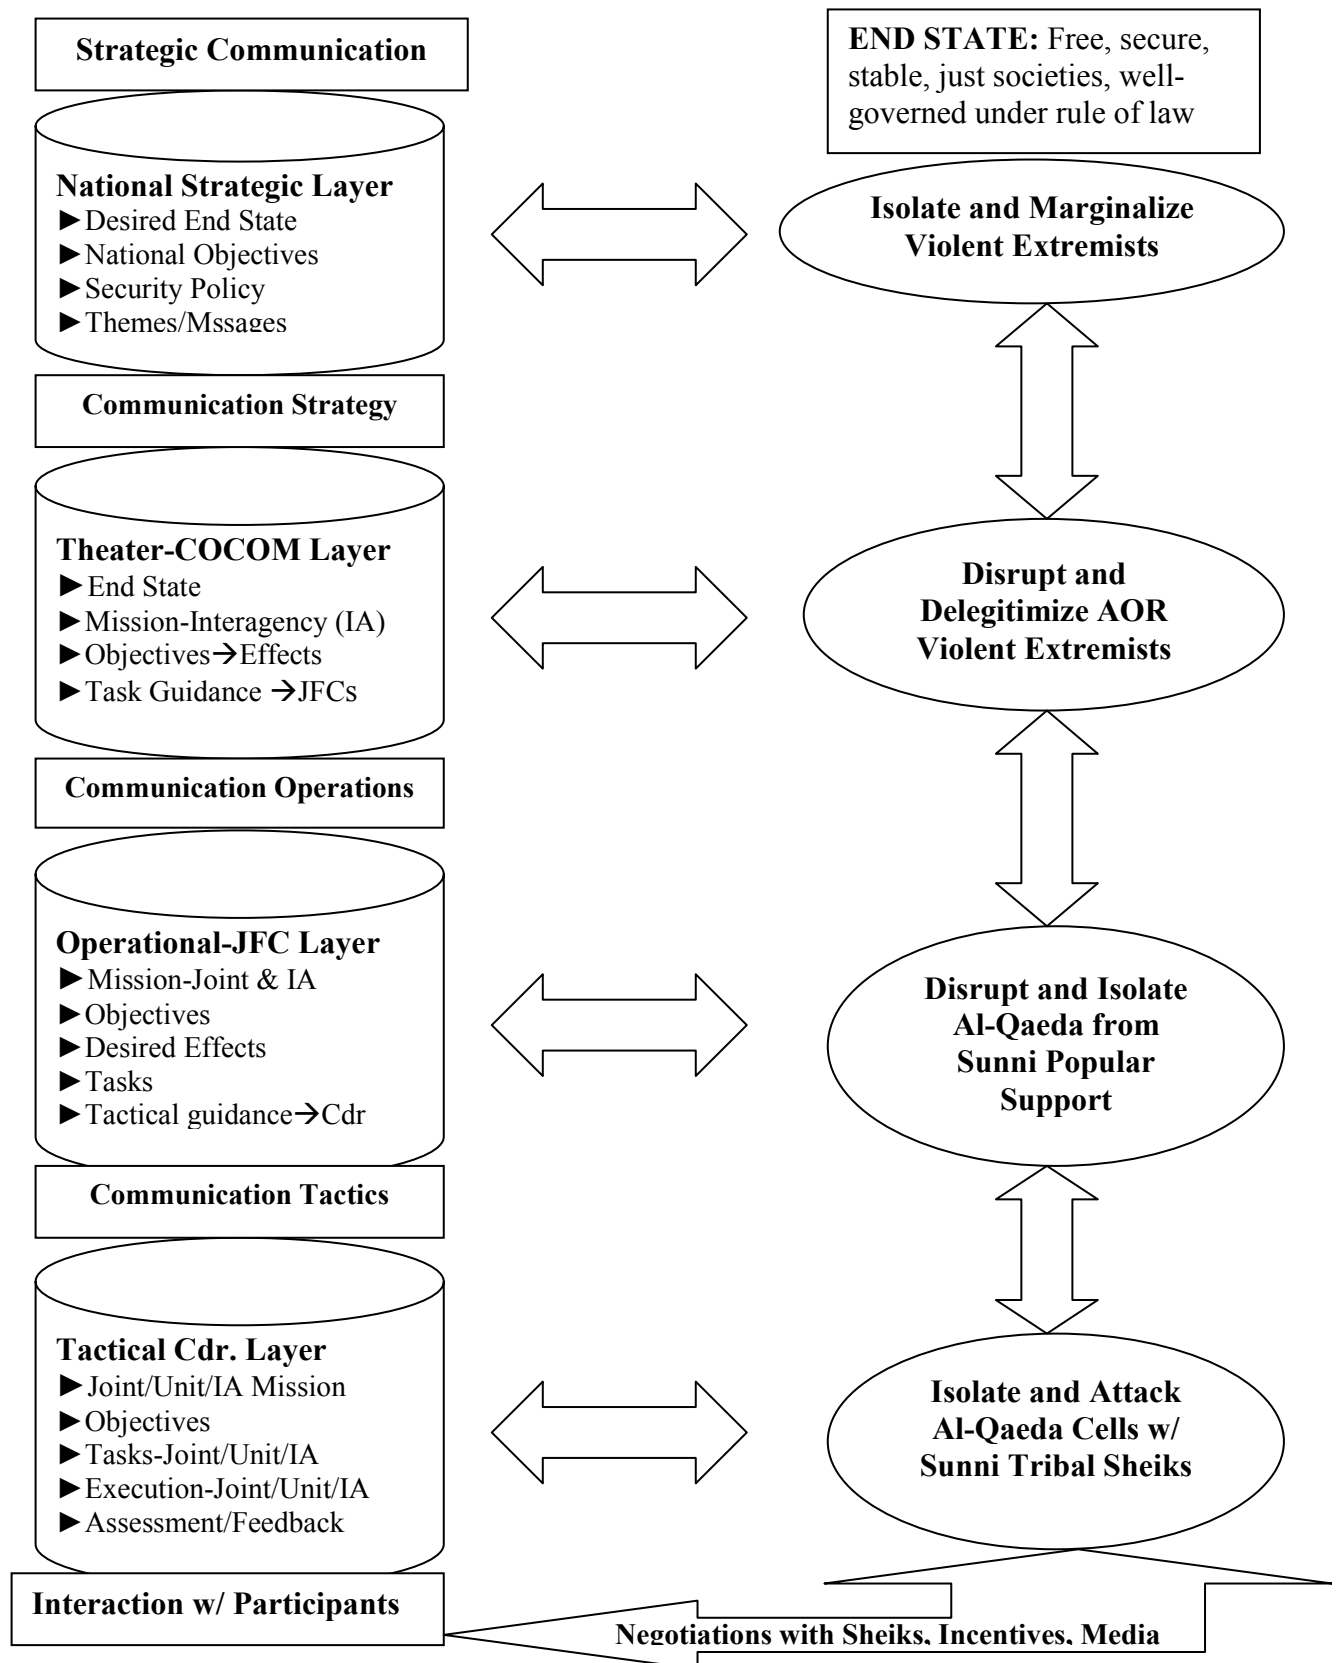 Strategic Communication
END STATE: Free, secure,
stable, just societies, well-
governed under rule of law
National Strategic Layer
►Desired End State
►National Objectives
►Security Policy
►Themes/Mssages
Isolate and Marginalize
Violent Extremists
Communication Strategy
Theater-COCOM Layer
►End State
►Mission-Interagency (IA)
►Objectives→Effects
►Task Guidance →JFCs
Disrupt and
Delegitimize AOR
Violent Extremists
Communication Operations
Operational-JFC Layer
►Mission-Joint & IA
►Objectives
►Desired Effects
►Tasks
►Tactical guidance→Cdr
Disrupt and Isolate
Al-Qaeda from
Sunni Popular
Support
Communication Tactics
Tactical Cdr. Layer
►Joint/Unit/IA Mission
►Objectives
►Tasks-Joint/Unit/IA
►Execution-Joint/Unit/IA
►Assessment/Feedback
Isolate and Attack
Al-Qaeda Cells w/
Sunni Tribal Sheiks
Interaction w/ Participants
Negotiations with Sheiks, Incentives, Media